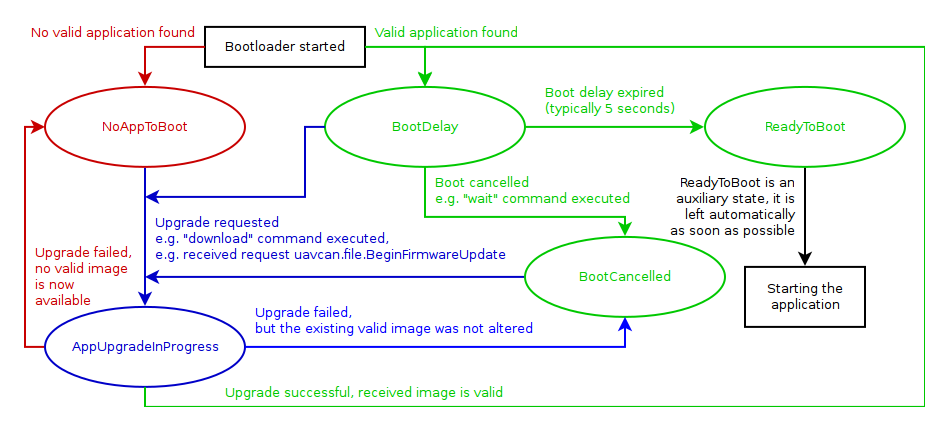 No valid application found
Bootloader started
Valid application found
Boot delay expired
(typically 5 seconds)
NoAppToBoot
BootDelay
ReadyToBoot
Boot cancelled
e.g. "wait" command executed
ReadyToBoot is an
auxiliary state, it is
left automatically
as soon as possible
Upgrade requested
e.g. "download" command executed,
e.g. received request uavcan.file.BeginFirmwareUpdate
Upgrade failed,
no valid image
is now
available
BootCancelled
Starting the
application
Upgrade failed,
but the existing valid image was not altered
AppUpgradeInProgress
Upgrade successful, received image is valid